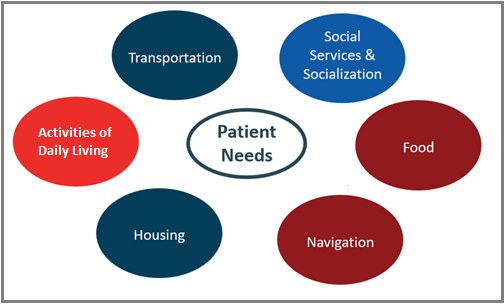 Transportation
Social
Services &
Socialization
Activities of
Daily Living
Patient
Needs
Food
Housing
Navigation